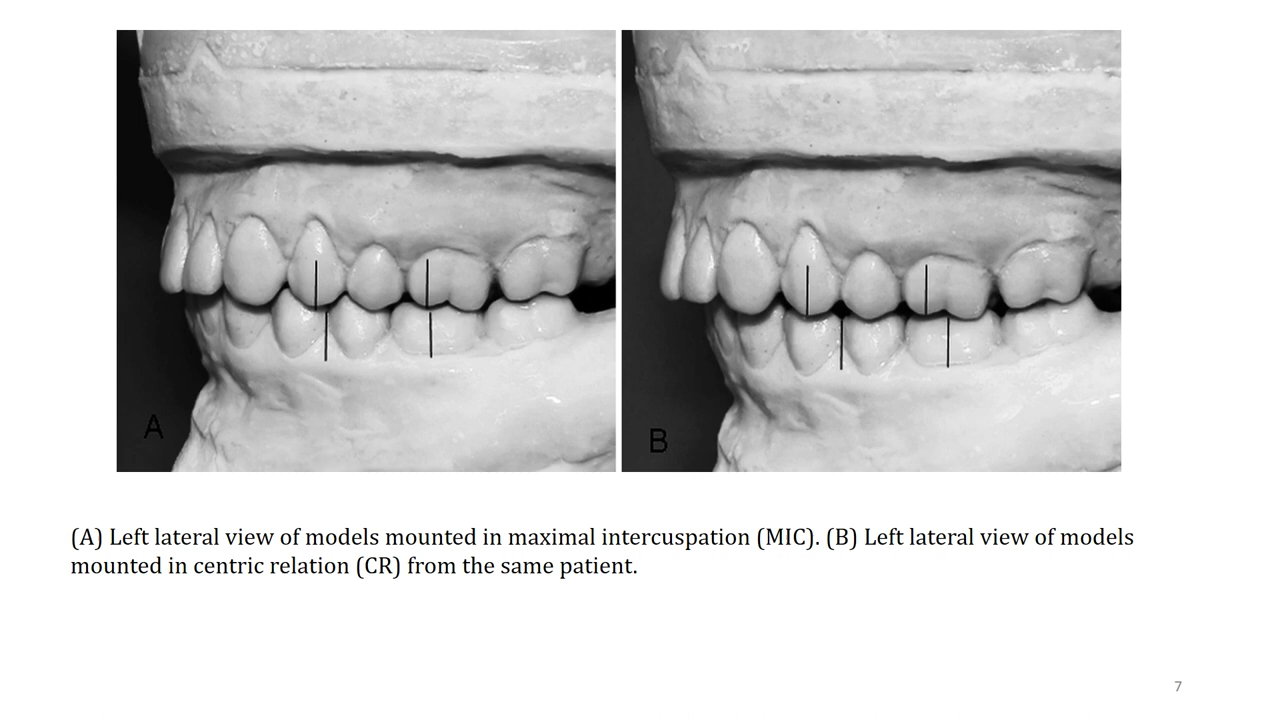 A
B
(A) Left lateral view of models mounted in maximal intercuspation (MIC). (B) Left lateral view of models
mounted in centric relation (CR) from the same patient.
7